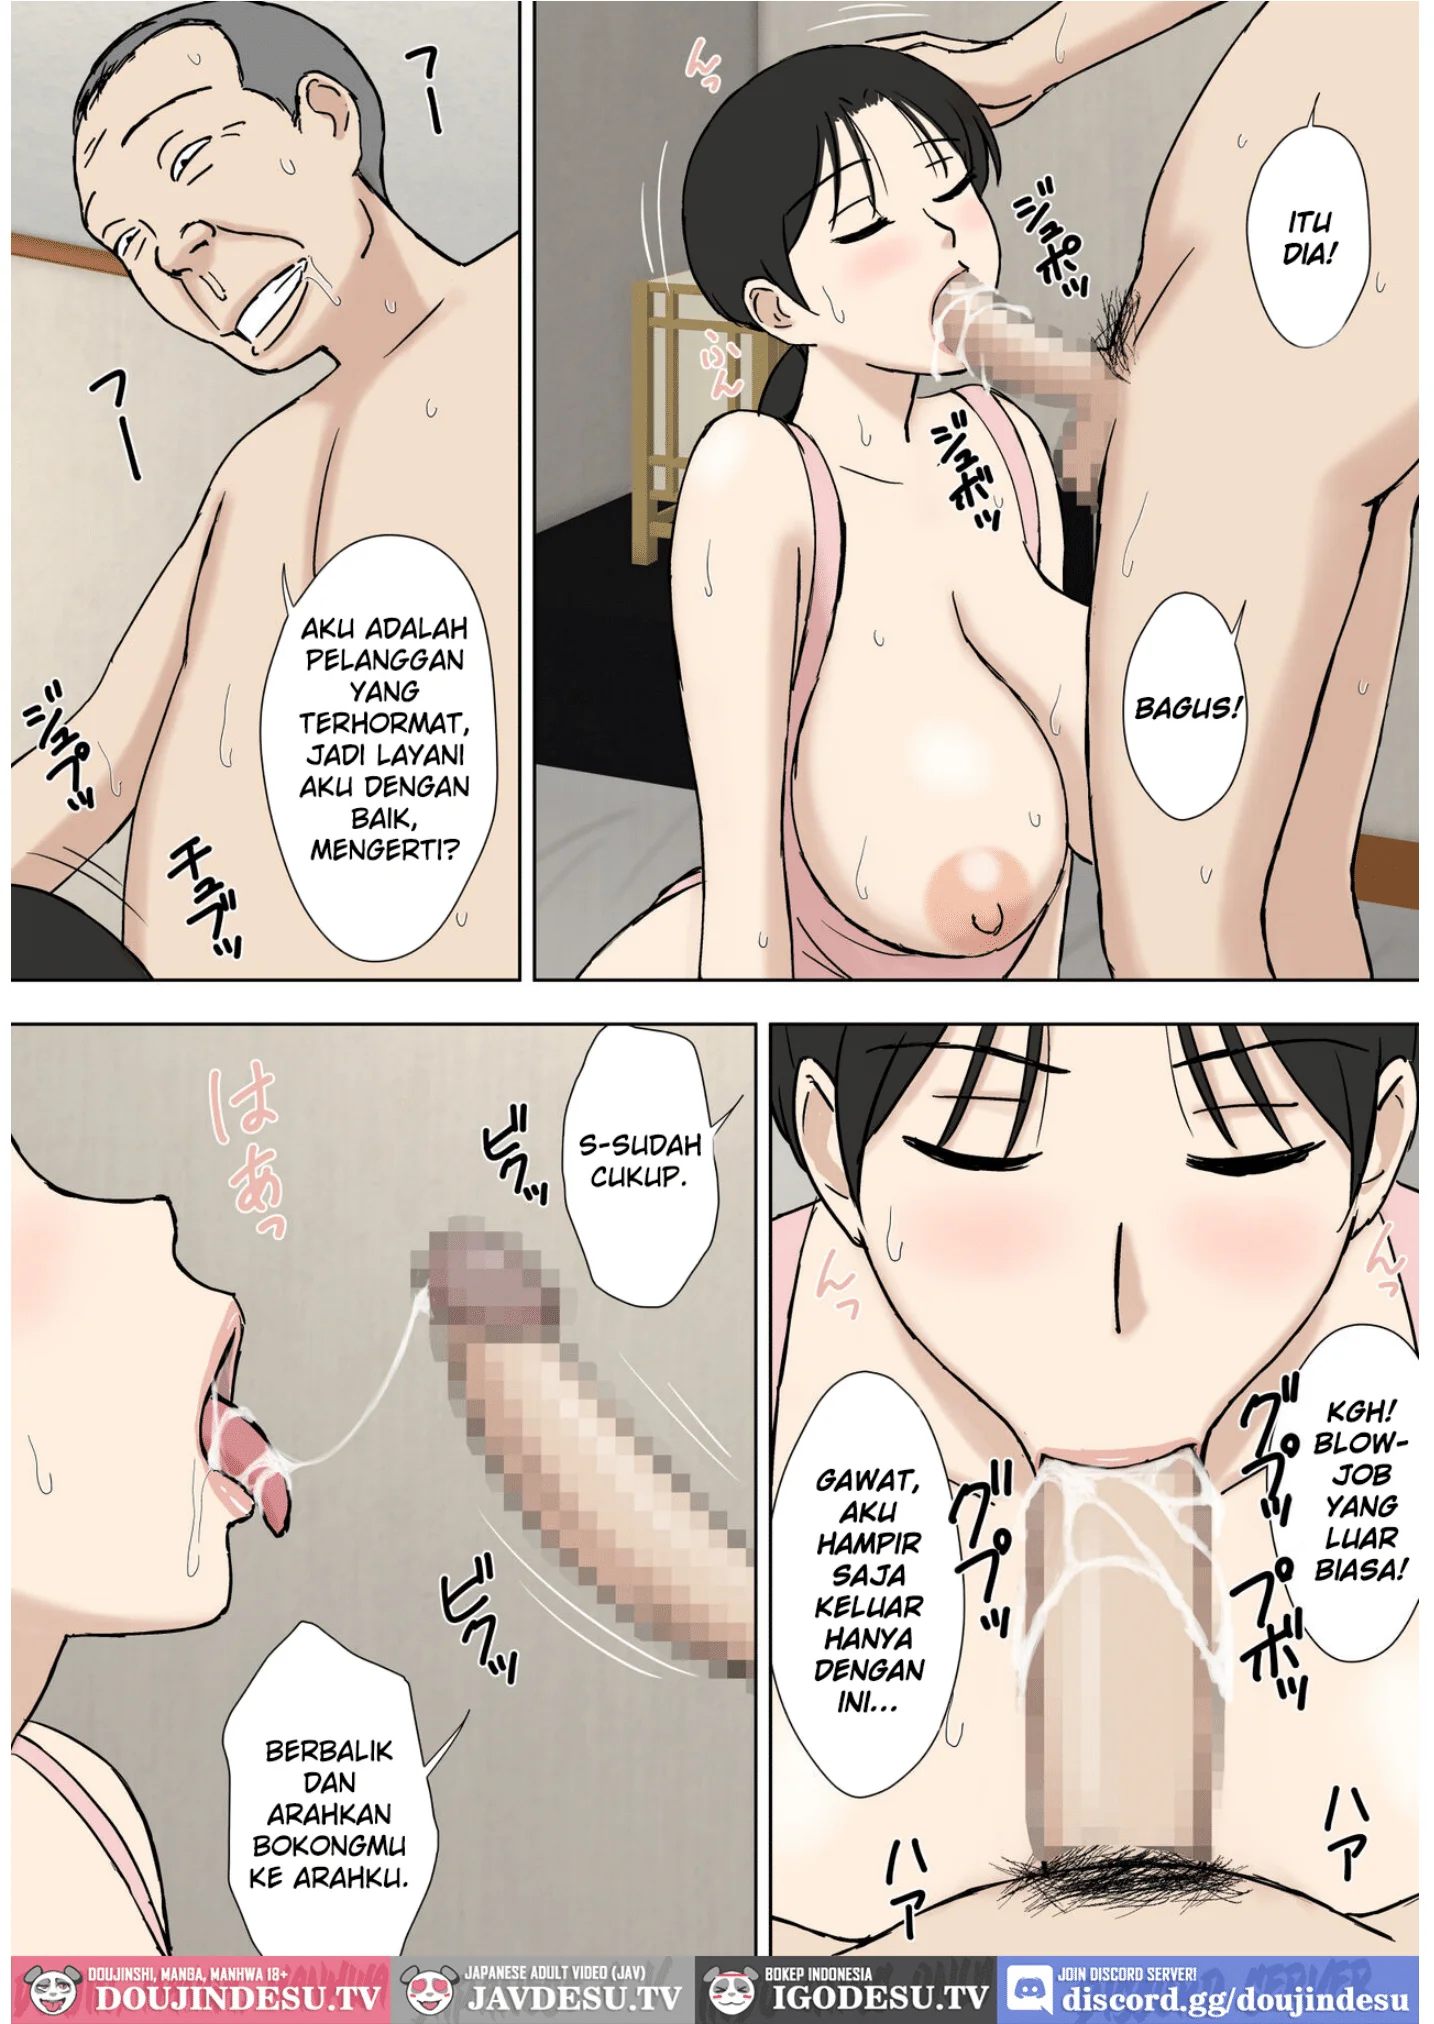 んっ
ジュポッ
ITU
DIA!
ふんっ
ジュボッ
BAGUS!
フー
フー
AKU ADALAH
PELANGGAN
YANG
TERHORMAT,
JADI LAYANI
AKU DENGAN
BAIK,
MENGERTI?
ジュプッ
チュブッ
んっ
んっ
KGH!
BLOW-
JOB
YANG
LUAR
BIASA!
グプッ
グポッ
GAWAT,
AKU
HAMPIR
SAJA
KELUAR
HANYA
DENGAN
INI...
ハァ
ハァ
はあっ
ビクッ
S-SUDAH
CUKUP.
ビクッ
BERBALIK
DAN
ARAHKAN
BOKONGMU
KE ARAHKU.
DOUJINSHI, MANGA, MANHWA 18+
DOUJINDESU.TV
JAPANESE ADULT VIDEO (JAV)
JAVDESU.TV
BOKEP INDONESIA
IGODESU.TV
JOIN DISCORD SERVER!
discord.gg/doujindesu